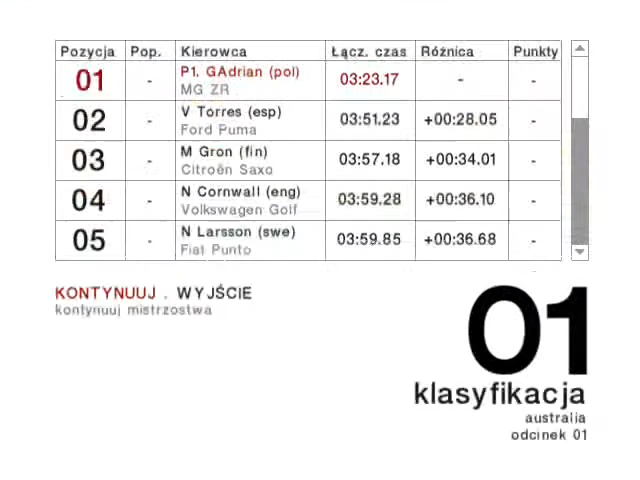 Pozycja Pop. Kierowca Łącz. czas Różnica Punkty
01 - P1. GAdrian (pol) 03:23.17 - -
MG ZR
02 - V Torres (esp) 03:51.23 +00:28.05 -
Ford Puma
03 - M Gron (fin) 03:57.18 +00:34.01 -
Citroën Saxo
04 - N Cornwall (eng) 03:59.28 +00:36.10 -
Volkswagen Golf
05 - N Larsson (swe) 03:59.85 +00:36.68 -
Fiat Punto
KONTYNUUJ . WYJŚCIE
kontynuuj mistrzostwa
01
klasyfikacja
australia
odcinek 01